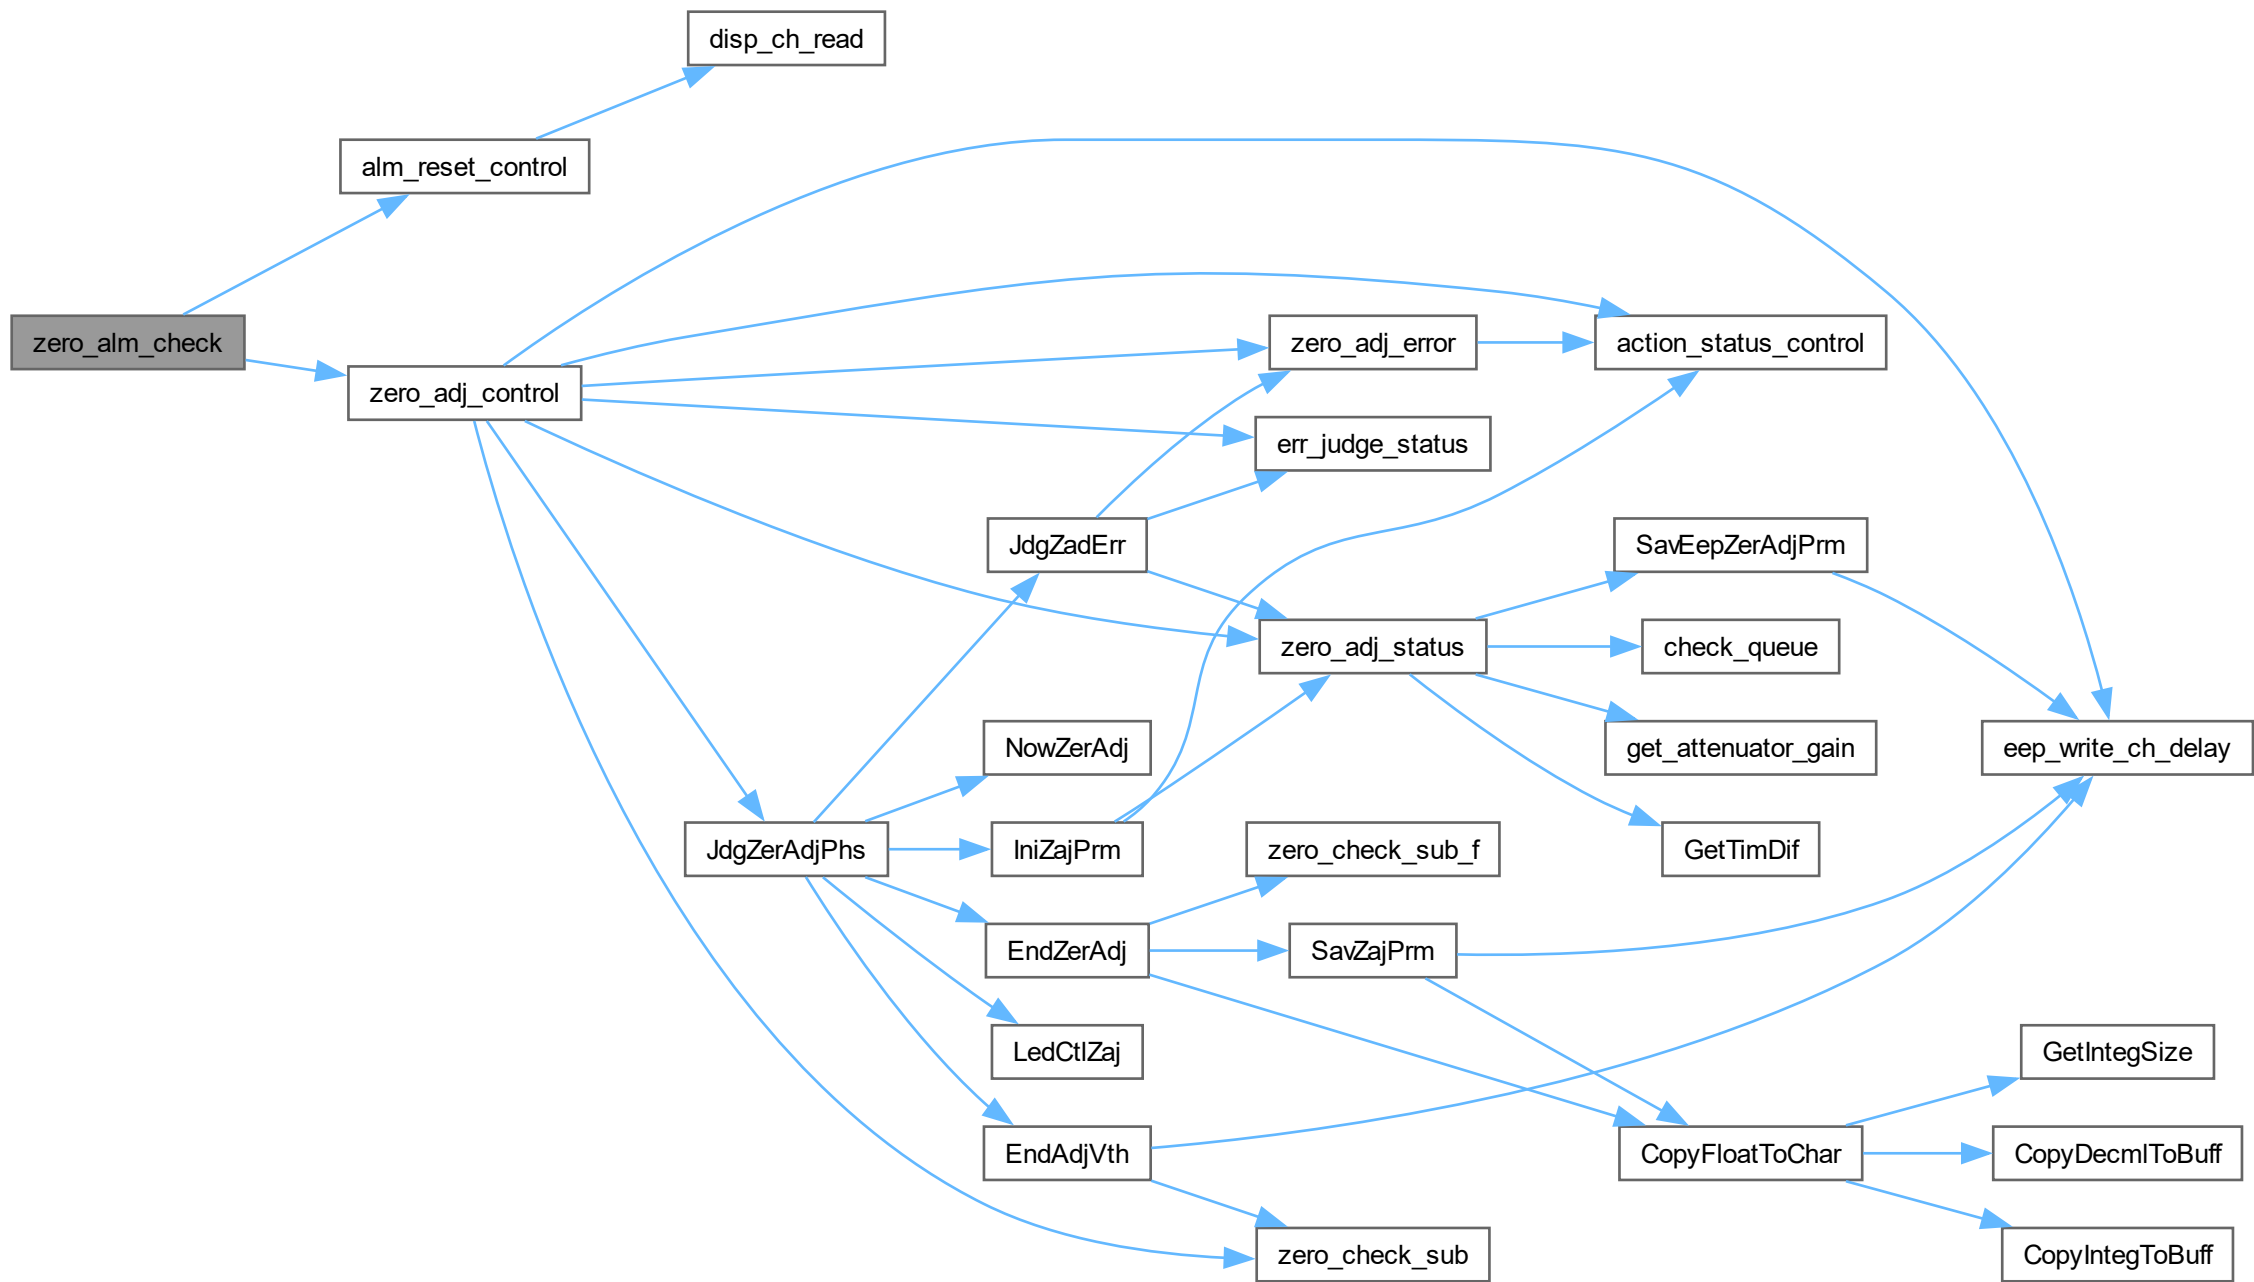 disp_ch_read
alm_reset_control
zero_alm_check
zero_adj_control
zero_adj_error
action_status_control
err_judge_status
JdgZadErr
SavEepZerAdjPrm
zero_adj_status
check_queue
NowZerAdj
get_attenuator_gain
eep_write_ch_delay
JdgZerAdjPhs
IniZajPrm
zero_check_sub_f
GetTimDif
EndZerAdj
SavZajPrm
LedCtlZaj
GetIntegSize
EndAdjVth
CopyFloatToChar
CopyDecmlToBuff
zero_check_sub
CopyIntegToBuff